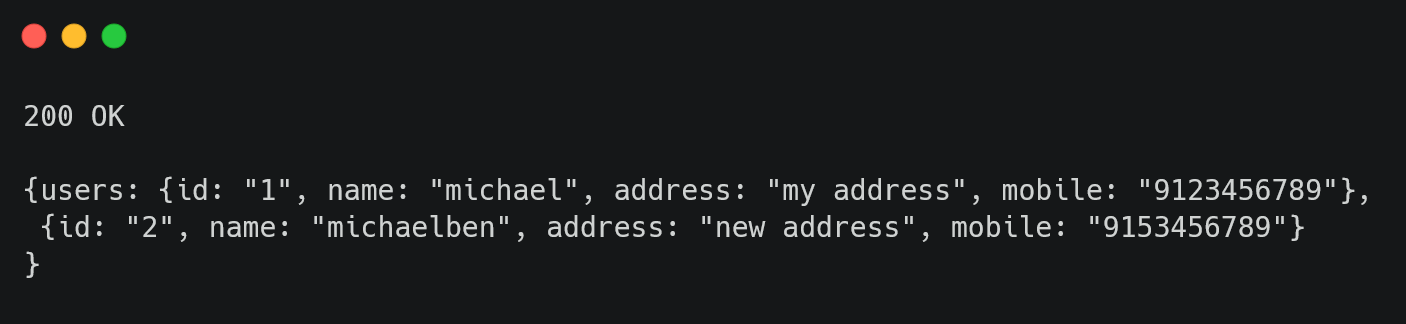 200 OK
{users: {id: "1", name: "michael", address: "my address", mobile: "9123456789"},
{id: "2", name: "michaelben", address: "new address", mobile: "9153456789"}
}